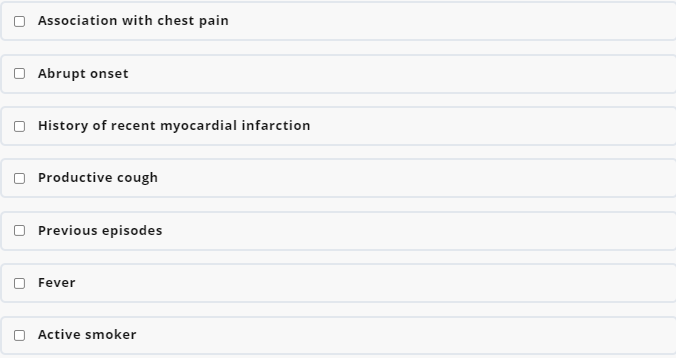 Association with chest pain
Abrupt onset
History of recent myocardial infarction
Productive cough
Previous episodes
Fever
Active smoker